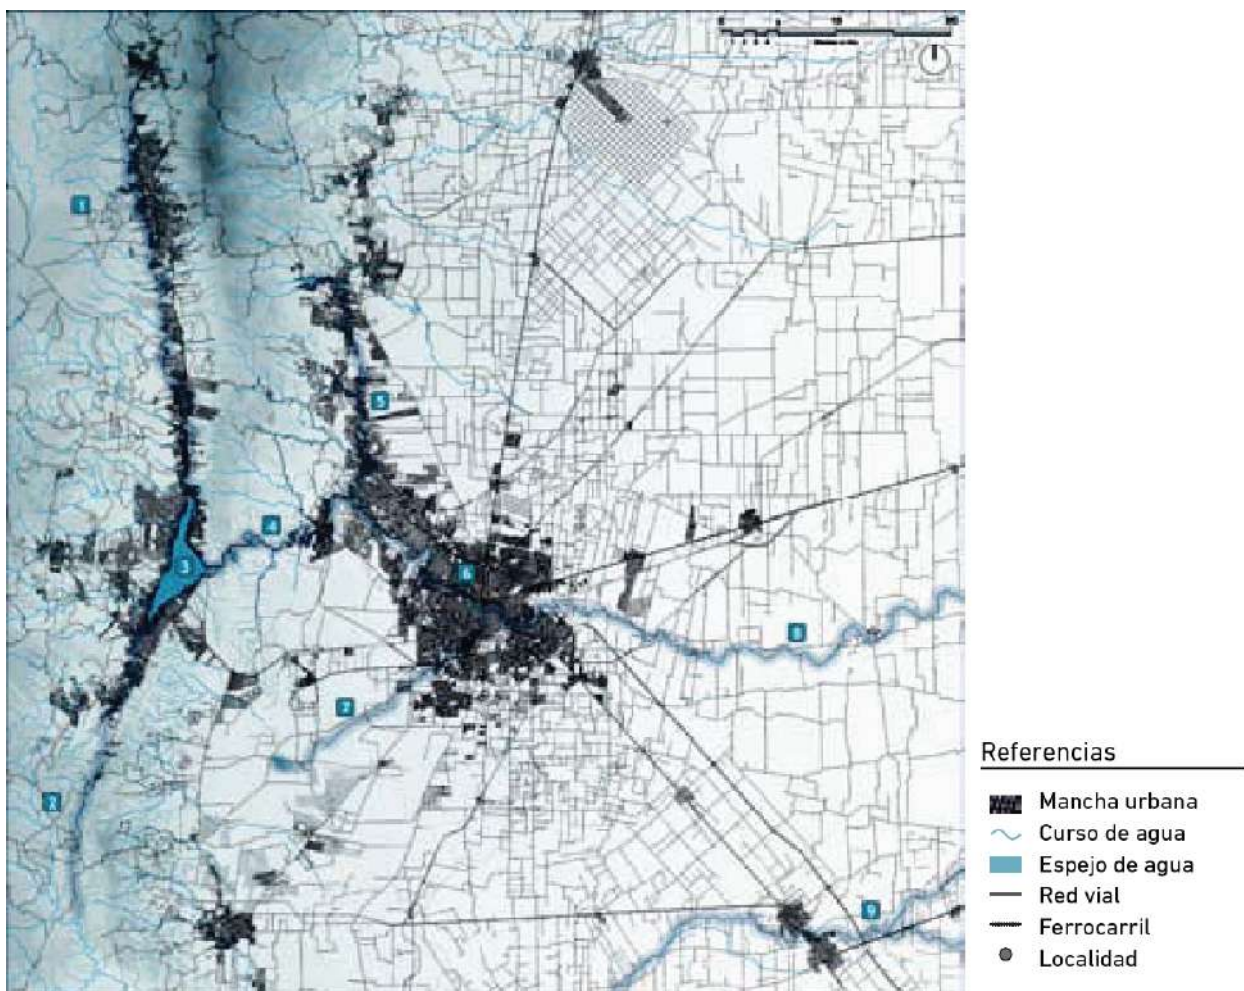 1
5
4
3
6
8
7
2
9
Referencias
Mancha urbana
Curso de agua
Espejo de agua
Red vial
Ferrocarril
Localidad